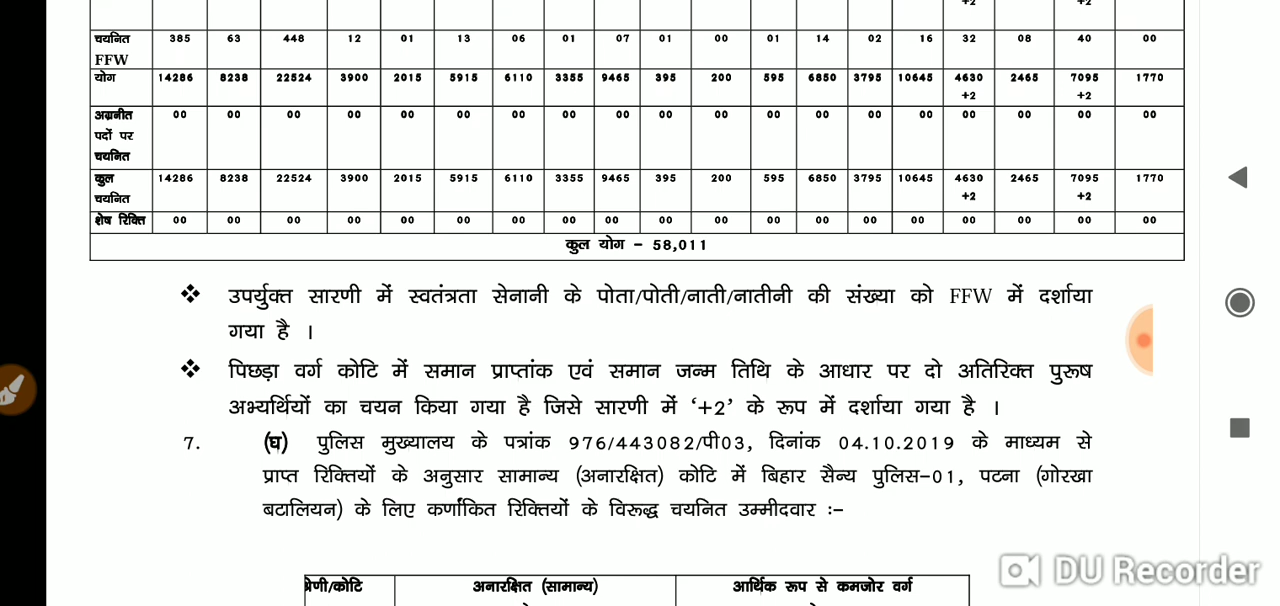 +2 +2
चयनित 385 63 448 12 01 13 06 01 07 01 00 01 14 02 16 32 08 40 00
FFW
योग 14286 8238 22524 3900 2015 5915 6110 3355 9465 395 200 595 6850 3795 10645 4630 2465 7095 1770
+2 +2
अग्रनीत 00 00 00 00 00 00 00 00 00 00 00 00 00 00 00 00 00 00 00
पदों पर
चयनित
कुल 14286 8238 22524 3900 2015 5915 6110 3355 9465 395 200 595 6850 3795 10645 4630 2465 7095 1770
चयनित +2 +2
शेष रिक्ति 00 00 00 00 00 00 00 00 00 00 00 00 00 00 00 00 00 00 00
कुल योग - 58,011
❖ उपर्युक्त सारणी में स्वतंत्रता सेनानी के पोता/पोती/नाती/नातीनी की संख्या को FFW में दर्शाया
गया है ।
❖ पिछड़ा वर्ग कोटि में समान प्राप्तांक एवं समान जन्म तिथि के आधार पर दो अतिरिक्त पुरूष
अभ्यर्थियों का चयन किया गया है जिसे सारणी में ‘+2’ के रूप में दर्शाया गया है ।
7. (घ) पुलिस मुख्यालय के पत्रांक 976/443082/पी03, दिनांक 04.10.2019 के माध्यम से
प्राप्त रिक्तियों के अनुसार सामान्य (अनारक्षित) कोटि में बिहार सैन्य पुलिस-01, पटना (गोरखा
बटालियन) के लिए कर्णांकित रिक्तियों के विरूद्ध चयनित उम्मीदवार :-
DU Recorder
श्रेणी/कोटि अनारक्षित (सामान्य) आर्थिक रूप से कमजोर वर्ग